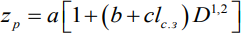 z_p = a[1+(b+cl_{с.з})D^{1,2}]